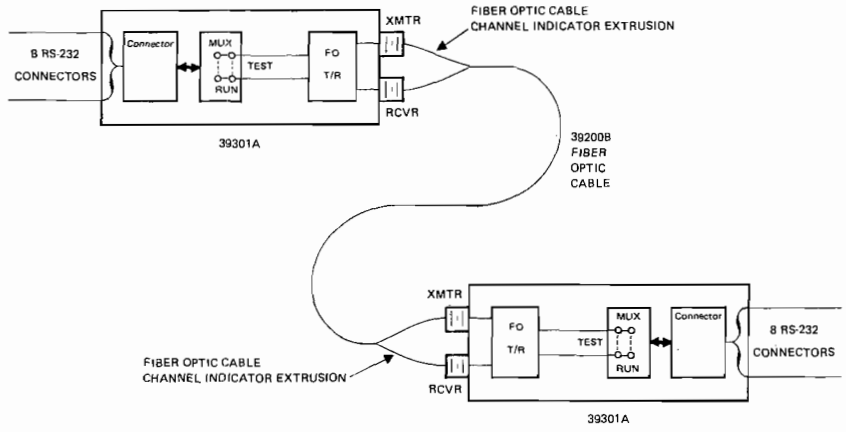 FIBER OPTIC CABLE
CHANNEL INDICATOR EXTRUSION
XMTR
8 RS-232
CONNECTORS
Connector
MUX
TEST
RUN
FO
T/R
RCVR
39301A
39200B
FIBER
OPTIC
CABLE
XMTR
FO
T/R
TEST
MUX
RUN
Connector
8 RS-232
CONNECTORS
FIBER OPTIC CABLE
CHANNEL INDICATOR EXTRUSION
RCVR
39301A